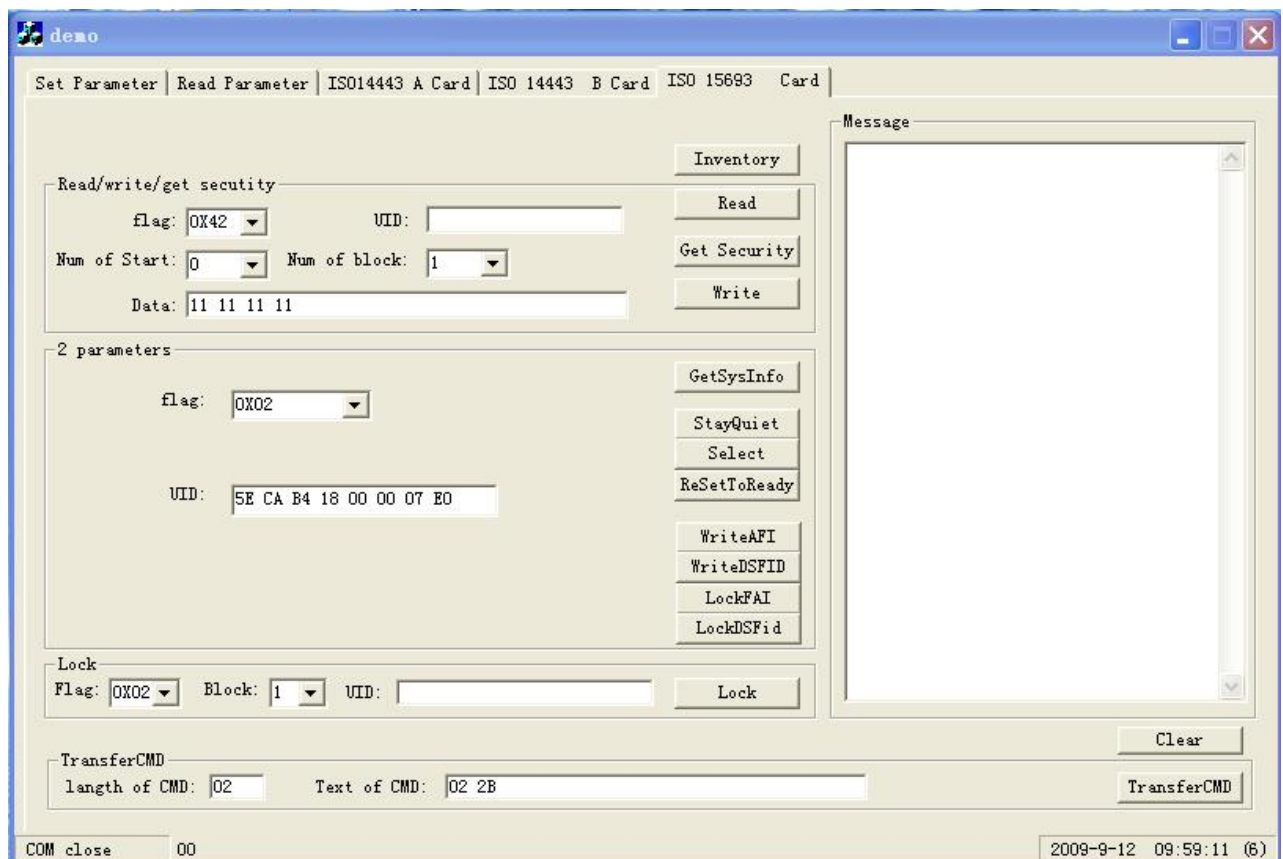 demo
Set Parameter Read Parameter ISO14443 A Card ISO 14443 B Card ISO 15693 Card
Message
Inventory
Read/write/get secutity
Read
flag: 0X42 UID:
Get Security
Num of Start: 0 Num of block: 1
Write
Data: 11 11 11 11
2 parameters
GetSysInfo
flag: 0X02
StayQuiet
Select
ReSetToReady
UID: 5E CA B4 18 00 00 07 E0
WriteAFI
WriteDSFID
LockFAI
LockDSFid
Lock
Flag: 0X02 Block: 1 UID: Lock
Clear
TransferCMD
langth of CMD: 02 Text of CMD: 02 2B TransferCMD
COM close 00 2009-9-12 09:59:11 (6)